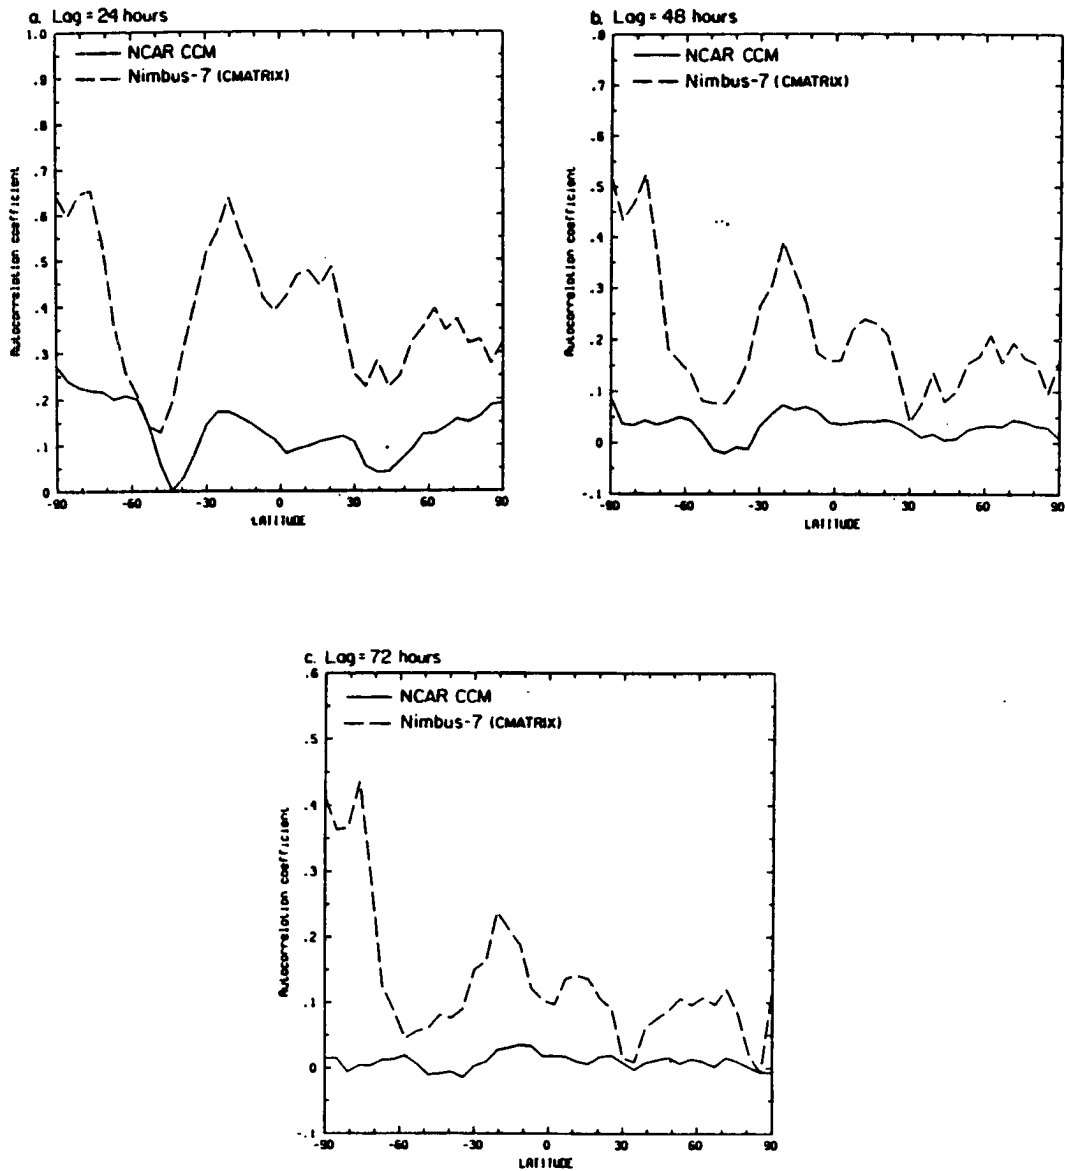 a. Lag = 24 hours
NCAR CCM
Nimbus-7 (CMATRIX)
1.0
.9
.8
.7
.6
.5
.4
.3
.2
.1
0
Autocorrelation coefficient
-90 -60 -30 0 30 60 90
LATITUDE
b. Lag = 48 hours
NCAR CCM
Nimbus-7 (CMATRIX)
.8
.7
.6
.5
.4
.3
.2
.1
0
-.1
Autocorrelation coefficient
-90 -60 -30 0 30 60 90
LATITUDE
c. Lag = 72 hours
NCAR CCM
Nimbus-7 (CMATRIX)
.6
.5
.4
.3
.2
.1
0
-.1
Autocorrelation coefficient
-90 -60 -30 0 30 60 90
LATITUDE